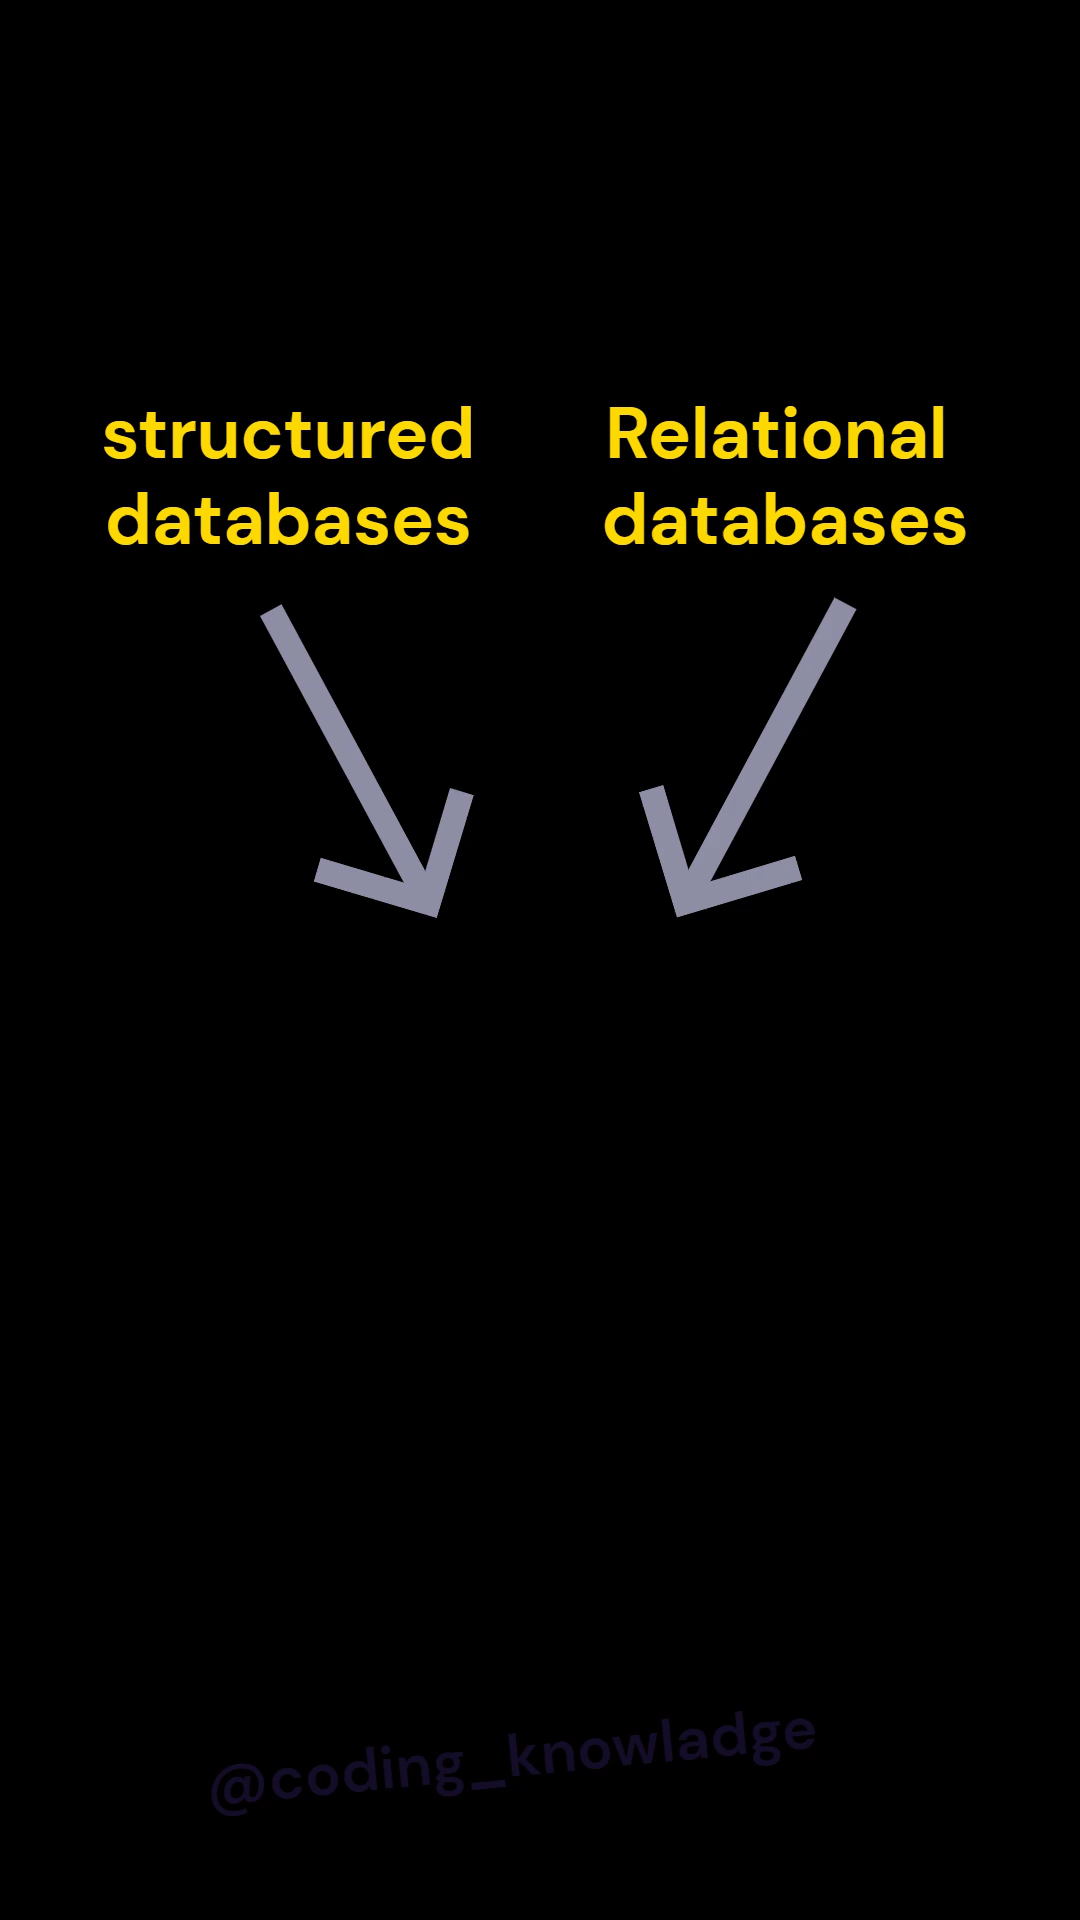 structured
databases
Relational
databases
@coding_knowladge